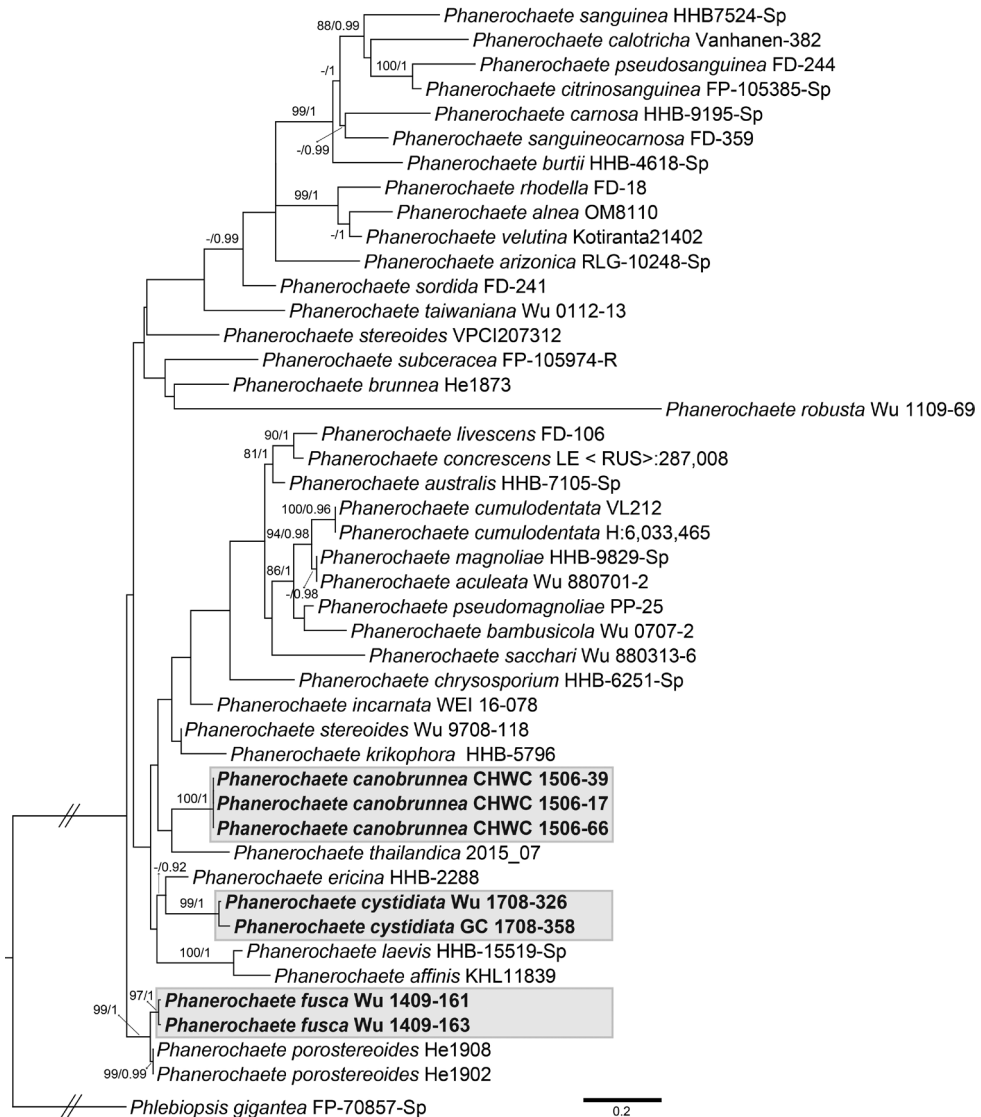 Phanerochaete sanguinea HHB7524-Sp
88/0.99
Phanerochaete calotricha Vanhanen-382
100/1
Phanerochaete pseudosanguinea FD-244
-/1
Phanerochaete citrinosanguinea FP-105385-Sp
99/1
Phanerochaete carnosa HHB-9195-Sp
Phanerochaete sanguineocarnosa FD-359
-/0.99
Phanerochaete burtii HHB-4618-Sp
Phanerochaete rhodella FD-18
99/1
Phanerochaete alnea OM8110
-/1
Phanerochaete velutina Kotiranta21402
-/0.99
Phanerochaete arizonica RLG-10248-Sp
Phanerochaete sordida FD-241
Phanerochaete taiwaniana Wu 0112-13
Phanerochaete stereoides VPCI207312
Phanerochaete subceracea FP-105974-R
Phanerochaete brunnea He1873
Phanerochaete robusta Wu 1109-69
90/1
Phanerochaete livescens FD-106
81/1
Phanerochaete concrescens LE < RUS>:287,008
Phanerochaete australis HHB-7105-Sp
100/0.96
Phanerochaete cumulodentata VL212
94/0.98
Phanerochaete cumulodentata H:6,033,465
Phanerochaete magnoliae HHB-9829-Sp
86/1
Phanerochaete aculeata Wu 880701-2
-/0.98
Phanerochaete pseudomagnoliae PP-25
Phanerochaete bambusicola Wu 0707-2
Phanerochaete sacchari Wu 880313-6
Phanerochaete chrysosporium HHB-6251-Sp
Phanerochaete incarnata WEI 16-078
Phanerochaete stereoides Wu 9708-118
Phanerochaete krikophora HHB-5796
Phanerochaete canobrunnea CHWC 1506-39
100/1
Phanerochaete canobrunnea CHWC 1506-17
Phanerochaete canobrunnea CHWC 1506-66
Phanerochaete thailandica 2015_07
-/0.92
Phanerochaete ericina HHB-2288
99/1
Phanerochaete cystidiata Wu 1708-326
Phanerochaete cystidiata GC 1708-358
100/1
Phanerochaete laevis HHB-15519-Sp
Phanerochaete affinis KHL11839
97/1
Phanerochaete fusca Wu 1409-161
99/1
Phanerochaete fusca Wu 1409-163
Phanerochaete porostereoides He1908
99/0.99
Phanerochaete porostereoides He1902
Phlebiopsis gigantea FP-70857-Sp
0.2